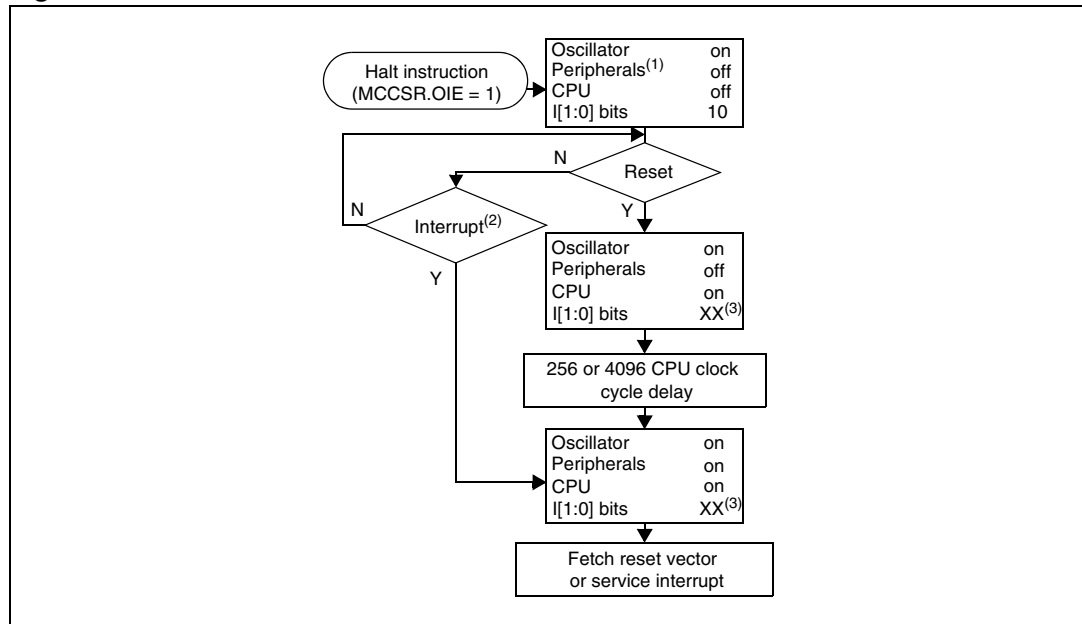 Halt instruction
(MCCSR.OIE = 1)
Oscillator on
Peripherals(1) off
CPU off
I[1:0] bits 10
N
Reset
N
Interrupt(2)
Y
Y
Oscillator on
Peripherals off
CPU on
I[1:0] bits XX(3)
256 or 4096 CPU clock
cycle delay
Oscillator on
Peripherals on
CPU on
I[1:0] bits XX(3)
Fetch reset vector
or service interrupt